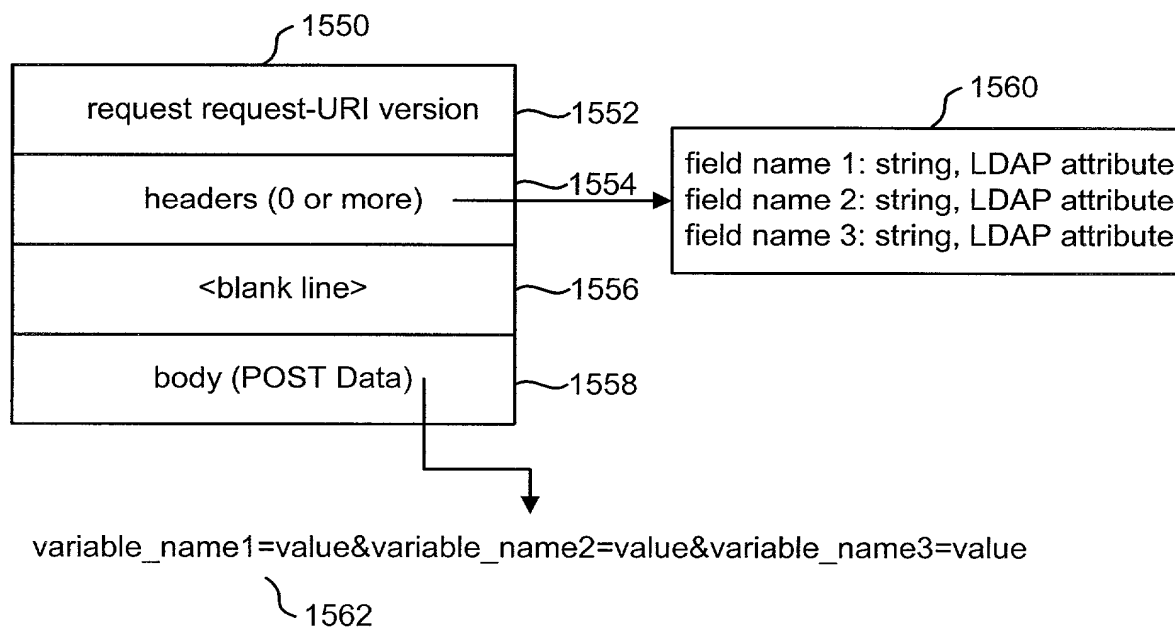 1550
request request-URI version
1552
1560
field name 1: string, LDAP attribute
field name 2: string, LDAP attribute
field name 3: string, LDAP attribute
headers (0 or more)
1554
<blank line>
1556
body (POST Data)
1558
variable_name1=value&variable_name2=value&variable_name3=value
1562